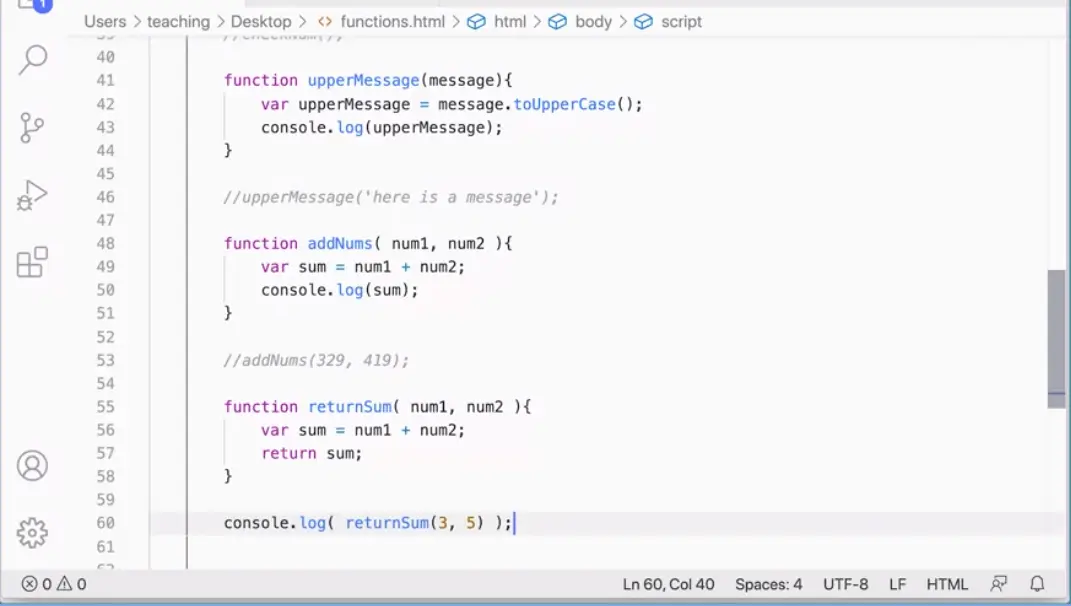 1
Users > teaching > Desktop > <> functions.html > html > body > script
39 //checkNum();
40
41 function upperMessage(message){
42 var upperMessage = message.toUpperCase();
43 console.log(upperMessage);
44 }
45
46 //upperMessage('here is a message');
47
48 function addNums( num1, num2 ){
49 var sum = num1 + num2;
50 console.log(sum);
51 }
52
53 //addNums(329, 419);
54
55 function returnSum( num1, num2 ){
56 var sum = num1 + num2;
57 return sum;
58 }
59
60 console.log( returnSum(3, 5) );
61
62
0 0 Ln 60, Col 40 Spaces: 4 UTF-8 LF HTML